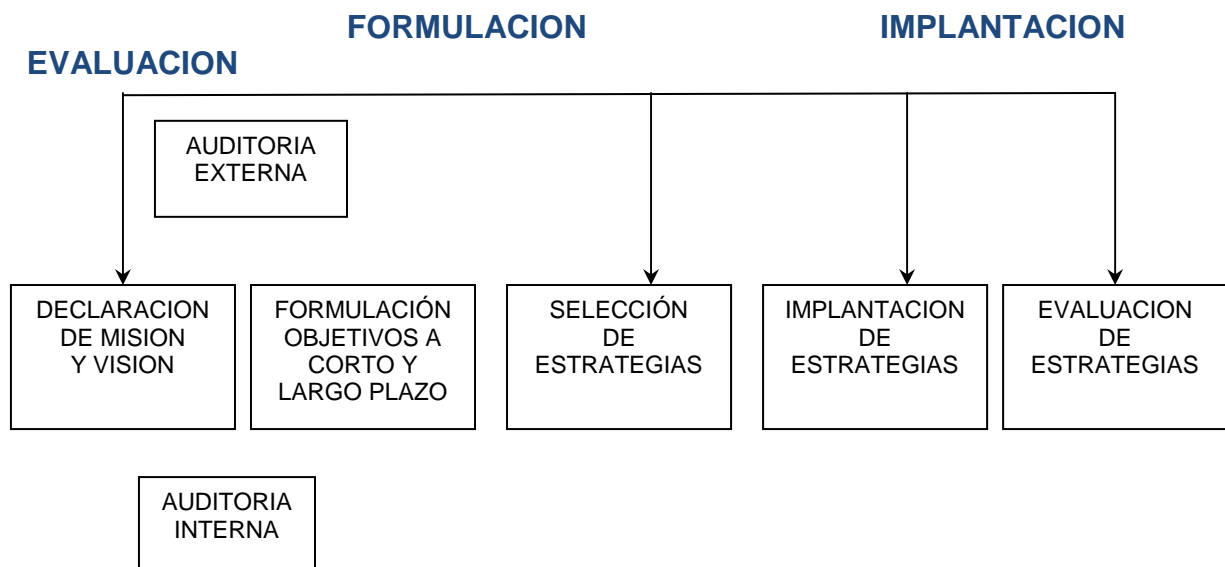 FORMULACION IMPLANTACION
EVALUACION
AUDITORIA
EXTERNA
DECLARACION
DE MISION
Y VISION
FORMULACIÓN
OBJETIVOS A
CORTO Y
LARGO PLAZO
SELECCIÓN
DE
ESTRATEGIAS
IMPLANTACION
DE
ESTRATEGIAS
EVALUACION
DE
ESTRATEGIAS
AUDITORIA
INTERNA